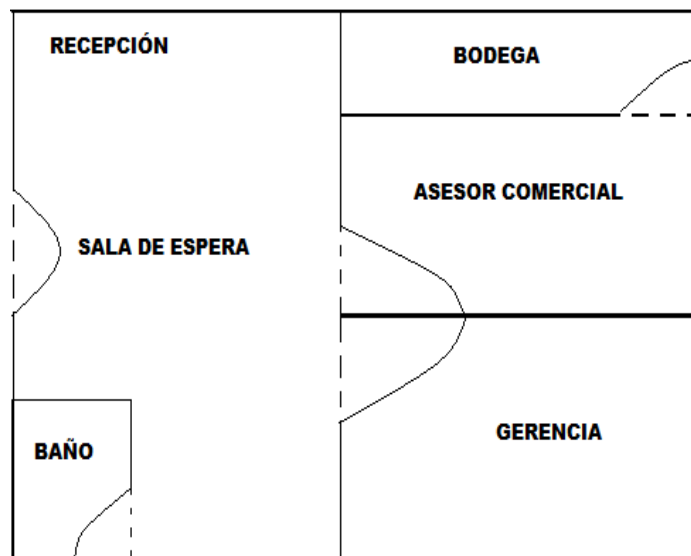 RECEPCIÓN
BODEGA
ASESOR COMERCIAL
SALA DE ESPERA
GERENCIA
BAÑO